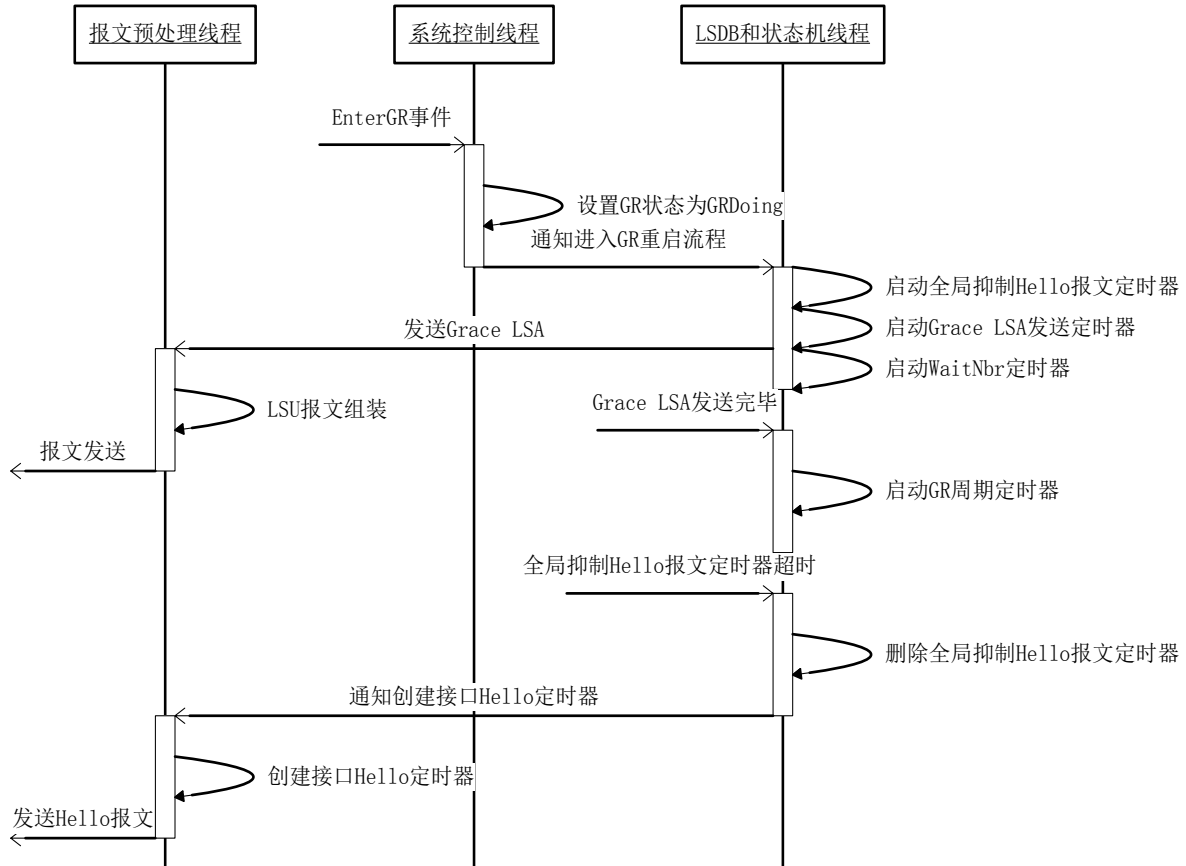 报文预处理线程
系统控制线程
LSDB和状态机线程
EnterGR事件
设置GR状态为GRDoing
通知进入GR重启流程
启动全局抑制Hello报文定时器
发送Grace LSA
启动Grace LSA发送定时器
启动WaitNbr定时器
Grace LSA发送完毕
LSU报文组装
报文发送
启动GR周期定时器
全局抑制Hello报文定时器超时
删除全局抑制Hello报文定时器
通知创建接口Hello定时器
创建接口Hello定时器
发送Hello报文